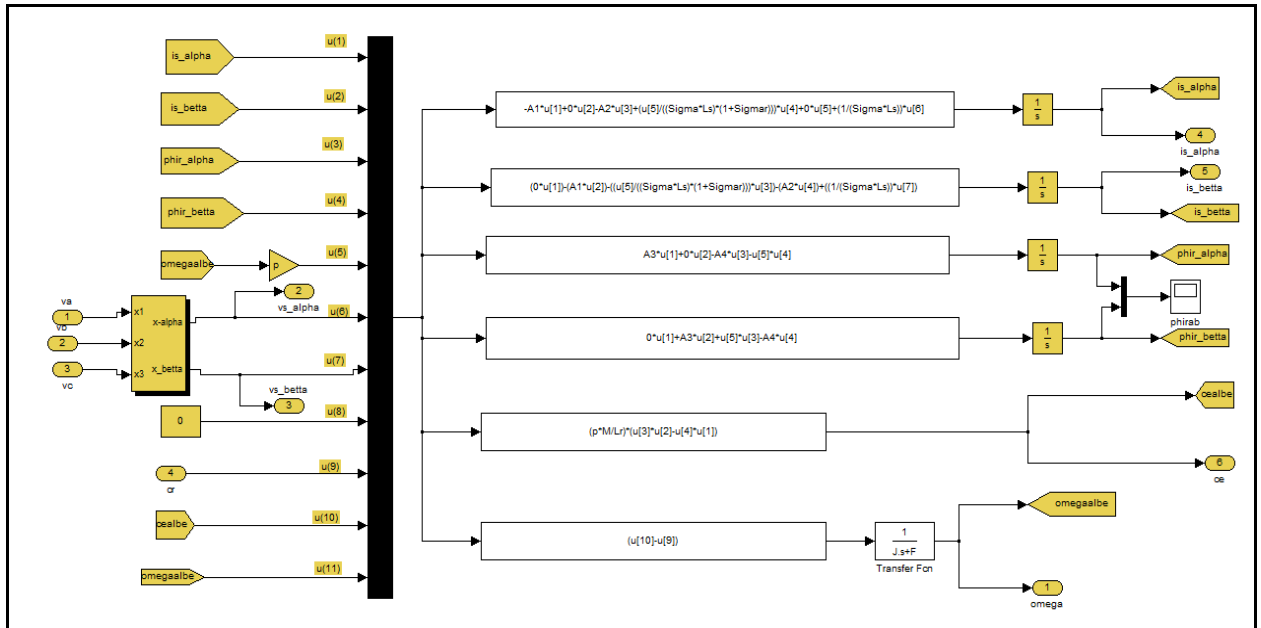 is_alpha
u(1)
is_betta
u(2)
phir_alpha
u(3)
phir_betta
u(4)
omegaalbe
p
u(5)
2
vs_alpha
va
1
vb
2
3
vc
x1
x2
x3
x-alpha
x_betta
u(6)
u(7)
vs_betta
3
0
u(8)
4
cr
u(9)
cealbe
u(10)
omegaalbe
u(11)
-A1*u[1]+0*u[2]-A2*u[3]+(u[5]/((Sigma*Ls)*(1+Sigmar)))*u[4]+0*u[5]+(1/(Sigma*Ls))*u[6]
1
s
is_alpha
4
is_alpha
(0*u[1])-(A1*u[2])-((u[5]/((Sigma*Ls)*(1+Sigmar)))*u[3])-(A2*u[4])+((1/(Sigma*Ls))*u[7])
1
s
5
is_betta
is_betta
A3*u[1]+0*u[2]-A4*u[3]-u[5]*u[4]
1
s
phir_alpha
phirab
0*u[1]+A3*u[2]+u[5]*u[3]-A4*u[4]
1
s
phir_betta
(p*M/Lr)*(u[3]*u[2]-u[4]*u[1])
cealbe
6
ce
(u[10]-u[9])
1
J.s+F
Transfer Fcn
omegaalbe
1
omega